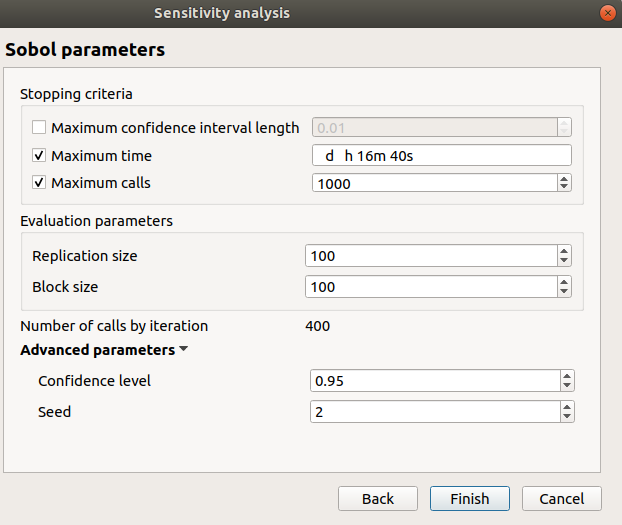 Sensitivity analysis
Sobol parameters
Stopping criteria
Maximum confidence interval length 0.01
Maximum time d h 16m 40s
Maximum calls 1000
Evaluation parameters
Replication size 100
Block size 100
Number of calls by iteration 400
Advanced parameters
Confidence level 0.95
Seed 2
Back Finish Cancel